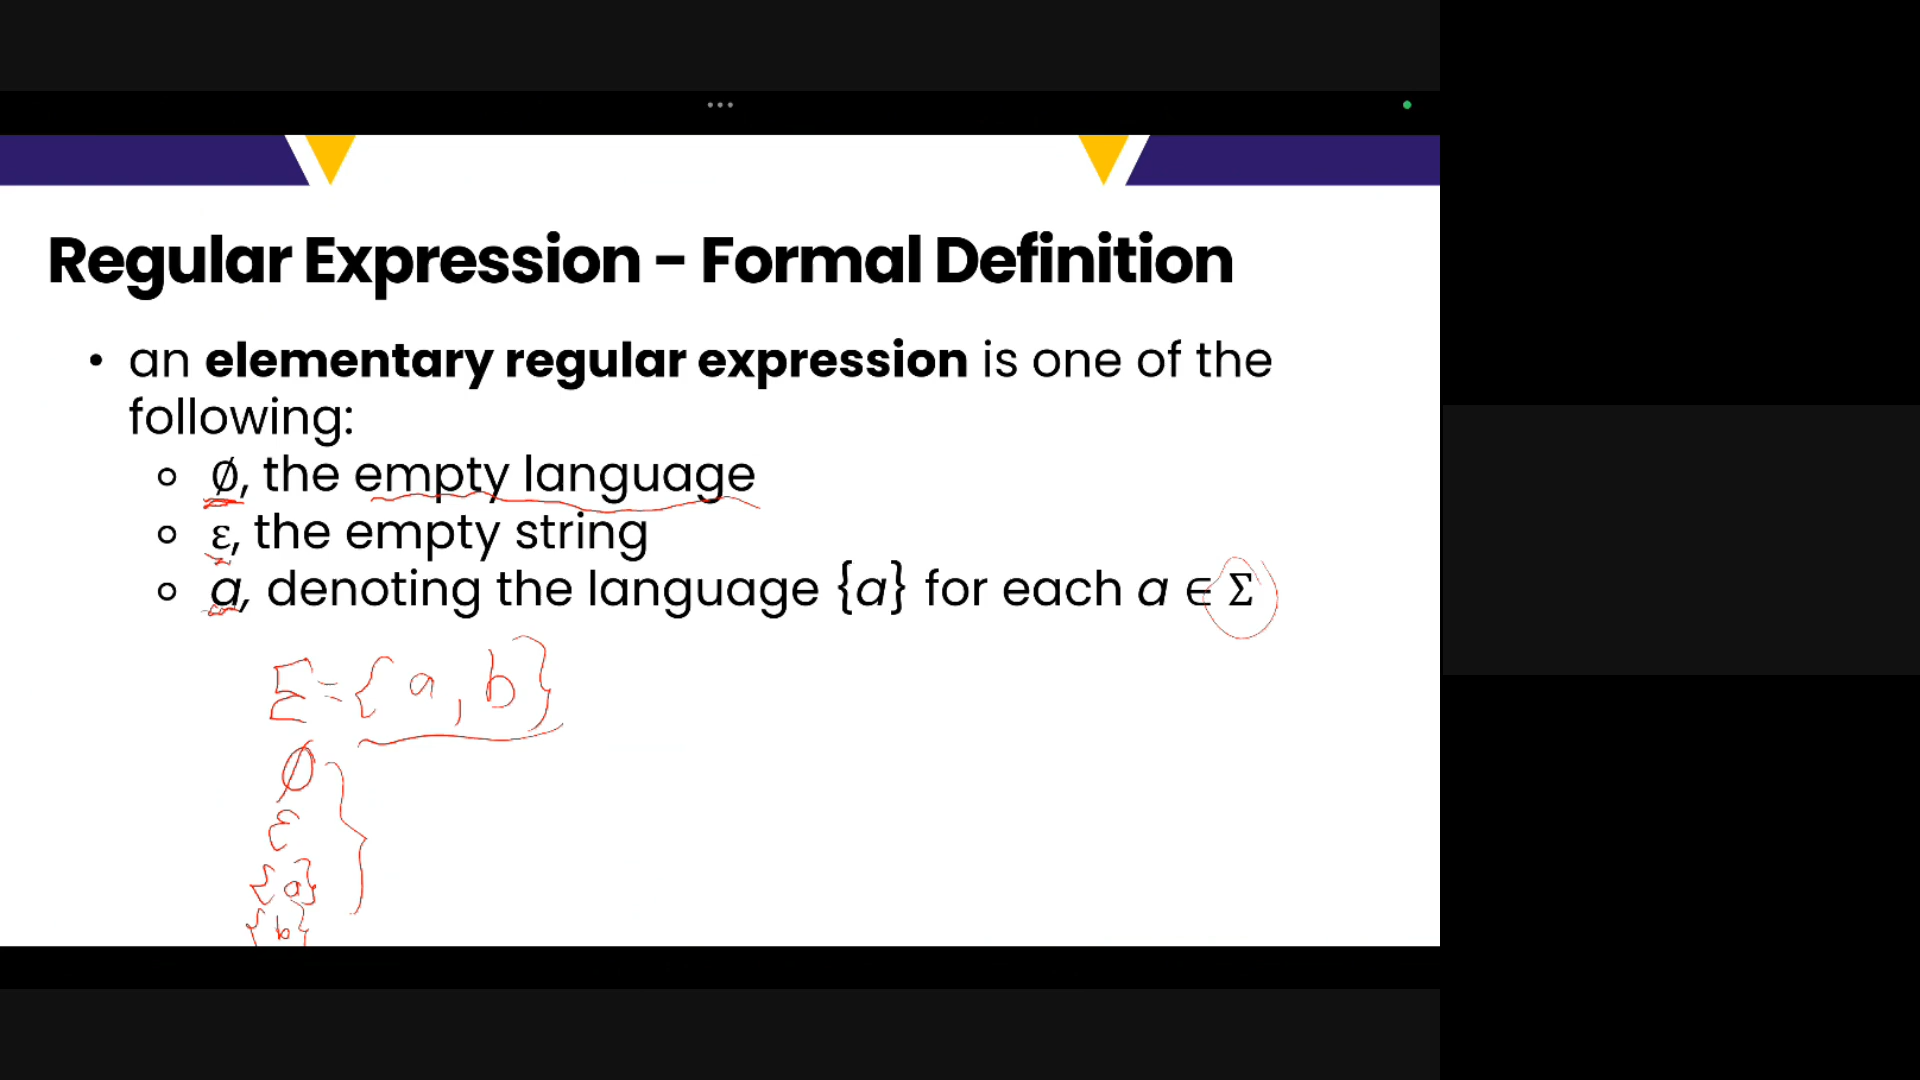 Regular Expression - Formal Definition
• an elementary regular expression is one of the
following:
∅, the empty language
ε, the empty string
a, denoting the language {a} for each a ∈ Σ
Σ = {a, b}
∅
ε
{a}
{b}